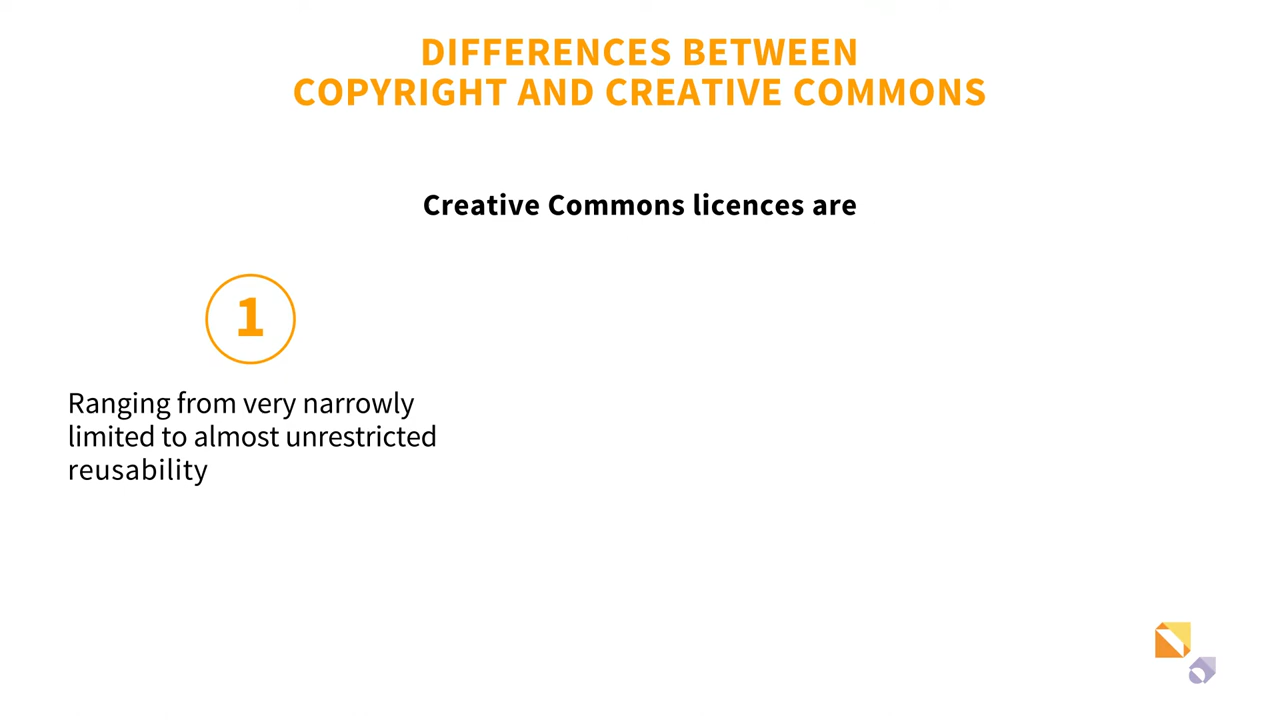 DIFFERENCES BETWEEN
COPYRIGHT AND CREATIVE COMMONS
Creative Commons licences are
1
Ranging from very narrowly
limited to almost unrestricted
reusability